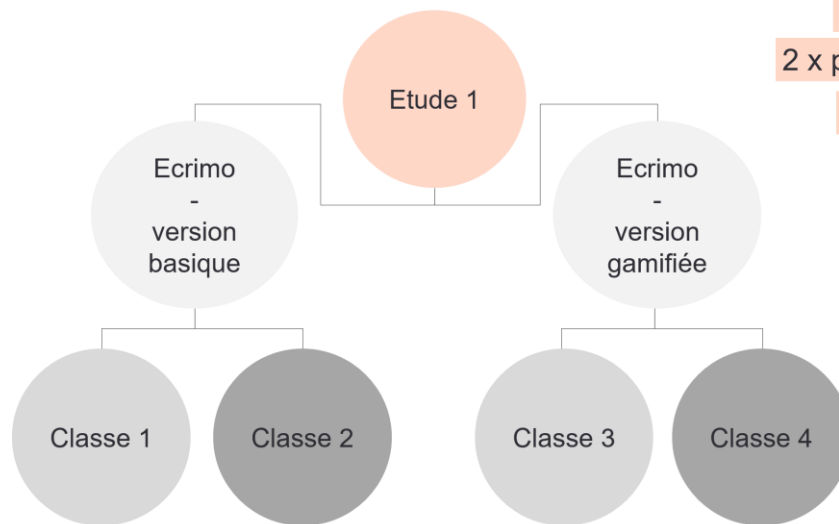 Etude 1
2 x p
Ecrimo
-
version
basique
Ecrimo
-
version
gamifiée
Classe 1
Classe 2
Classe 3
Classe 4